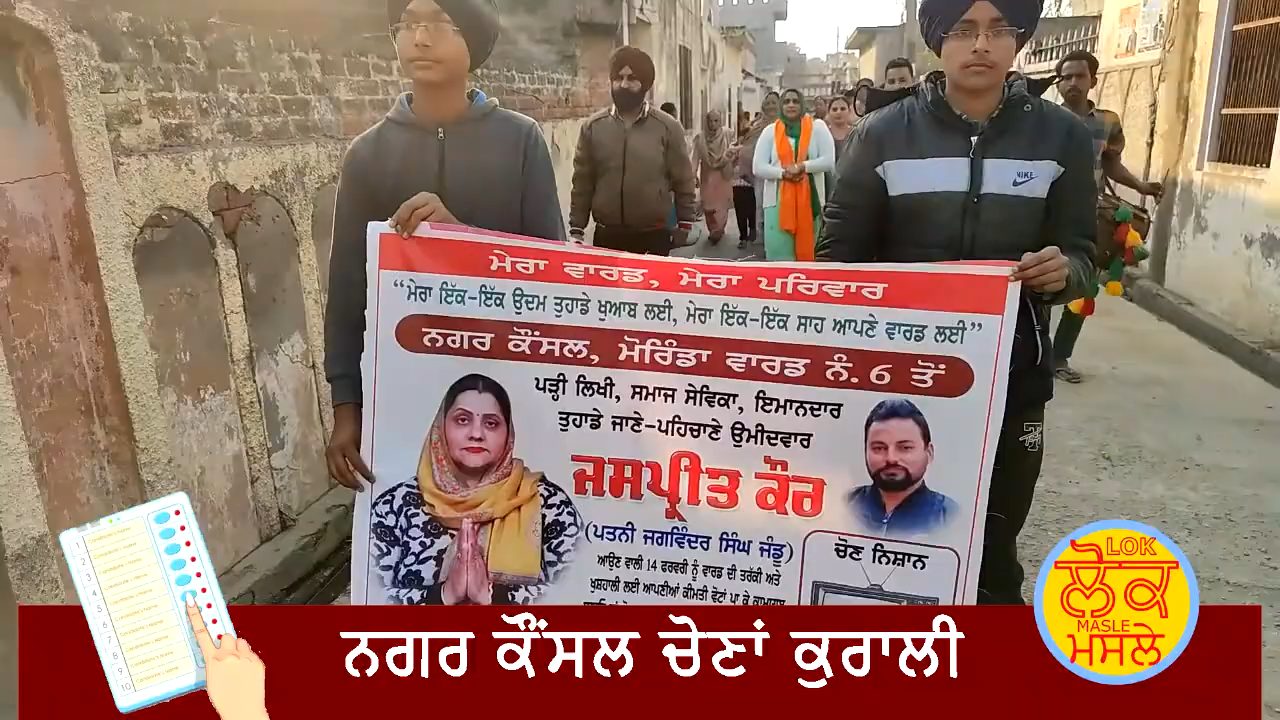 NIKE
ਮੇਰਾ ਵਾਰਡ, ਮੇਰਾ ਪਰਿਵਾਰ
“ਮੇਰਾ ਇੱਕ-ਇੱਕ ਉਦਮ ਤੁਹਾਡੇ ਖੁਆਬ ਲਈ, ਮੇਰਾ ਇੱਕ-ਇੱਕ ਸਾਹ ਆਪਣੇ ਵਾਰਡ ਲਈ”
ਨਗਰ ਕੌਂਸਲ, ਮੋਰਿੰਡਾ ਵਾਰਡ ਨੰ. 6 ਤੋਂ
ਪੜ੍ਹੀ ਲਿਖੀ, ਸਮਾਜ ਸੇਵਿਕਾ, ਇਮਾਨਦਾਰ
ਤੁਹਾਡੇ ਜਾਣੇ-ਪਹਿਚਾਣੇ ਉਮੀਦਵਾਰ
ਜਸਪ੍ਰੀਤ ਕੌਰ
(ਪਤਨੀ ਜਗਵਿੰਦਰ ਸਿੰਘ ਜੰਡੂ)
ਆਉਣ ਵਾਲੀ 14 ਫਰਵਰੀ ਨੂੰ ਵਾਰਡ ਦੀ ਤਰੱਕੀ ਅਤੇ
ਖੁਸ਼ਹਾਲੀ ਲਈ ਆਪਣੀਆਂ ਕੀਮਤੀ ਵੋਟਾਂ ਪਾ ਕੇ
ਚੋਣ ਨਿਸ਼ਾਨ
ਨਗਰ ਕੌਂਸਲ ਚੋਣਾਂ ਕੁਰਾਲੀ
LOK
ਲੋਕ
MASLE
ਮਸਲੇ